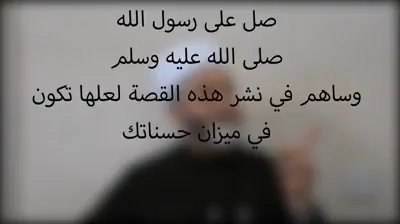 صل على رسول الله
صلى الله عليه وسلم
وساهم في نشر هذه القصة لعلها تكون
في ميزان حسناتك